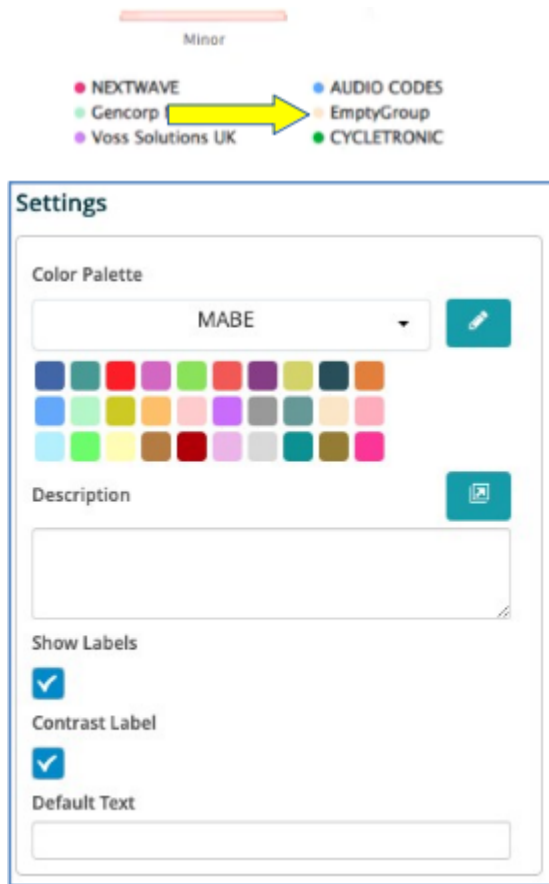 Minor
NEXTWAVE
AUDIO CODES
Gencorp
EmptyGroup
Voss Solutions UK
CYCLETRONIC
Settings
Color Palette
MABE
Description
Show Labels
Contrast Label
Default Text